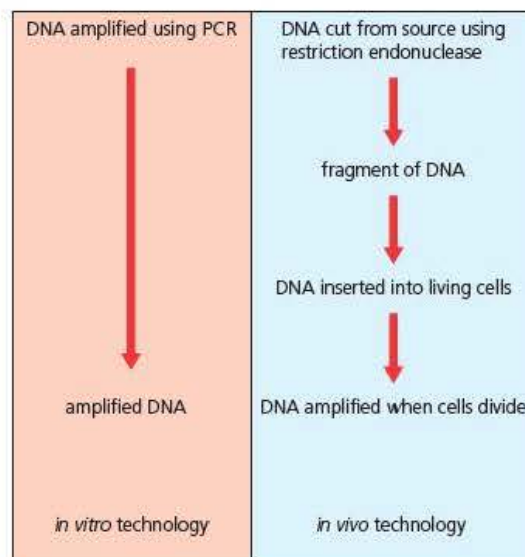 DNA amplified using PCR
amplified DNA
in vitro technology
DNA cut from source using
restriction endonuclease
fragment of DNA
DNA inserted into living cells
DNA amplified when cells divide
in vivo technology